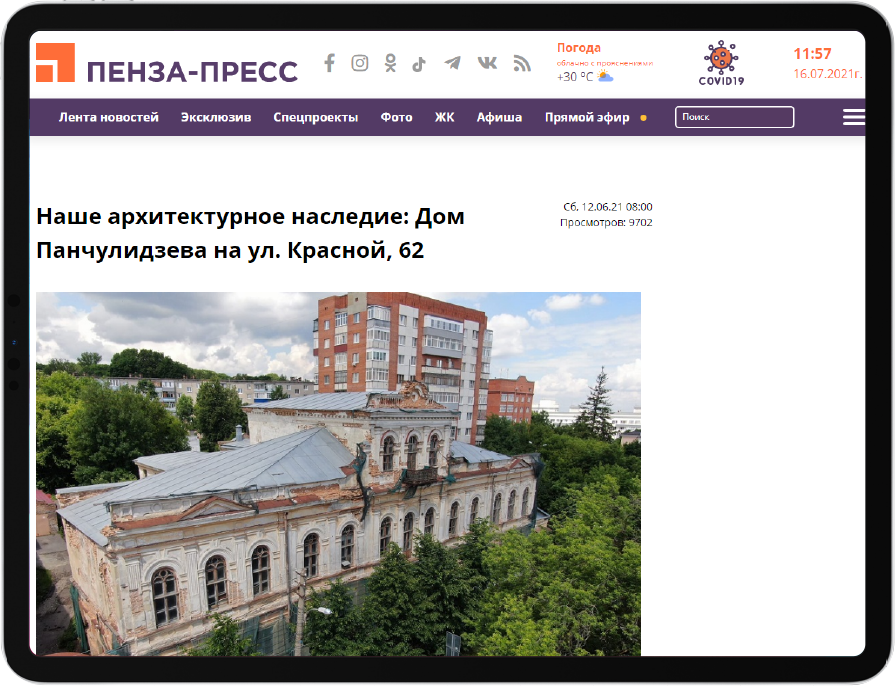 ПЕНЗА-ПРЕСС
Погода
облачно с прояснениями
+30 °C
COVID19
11:57
16.07.2021г.
Лента новостей Эксклюзив Спецпроекты Фото ЖК Афиша Прямой эфир Поиск
Наше архитектурное наследие: Дом
Панчулидзева на ул. Красной, 62
Сб, 12.06.21 08:00
Просмотров: 9702